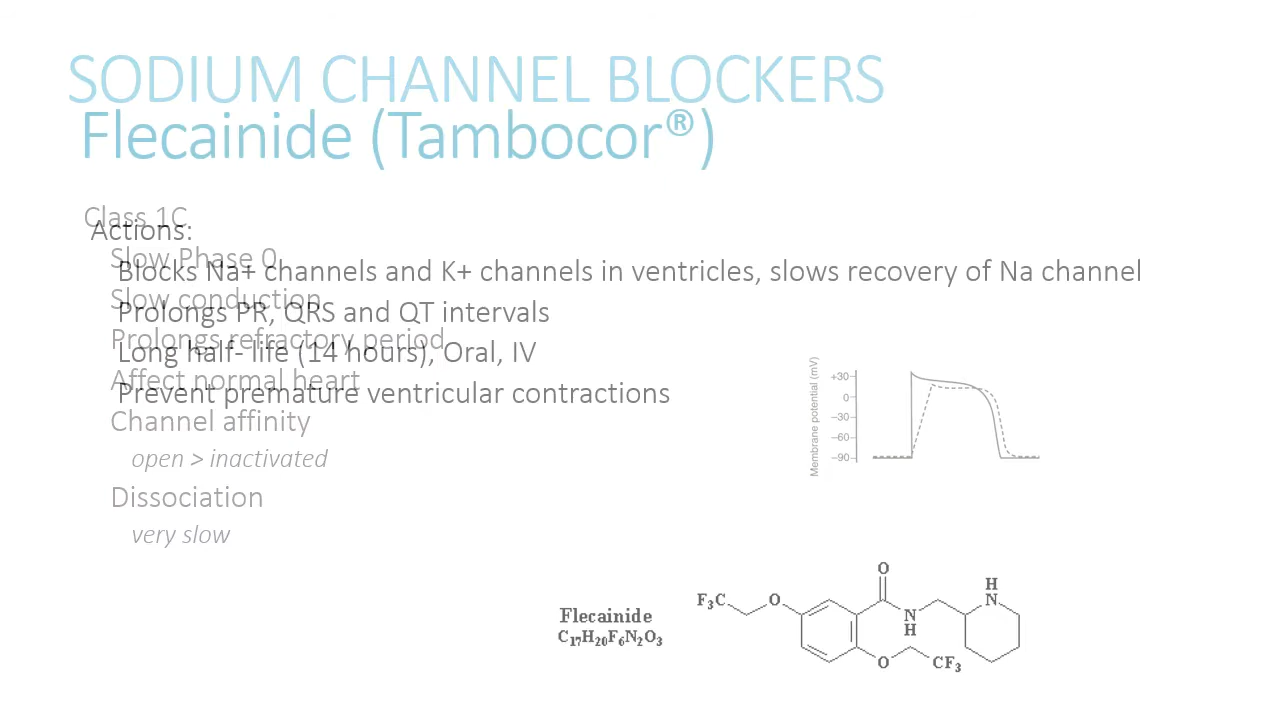 SODIUM CHANNEL BLOCKERS
Flecainide (Tambocor®)
Class 1C
Actions:
Slow Phase 0
Blocks Na+ channels and K+ channels in ventricles, slows recovery of Na channel
Slow conduction
Prolongs PR, QRS and QT intervals
Prolongs refractory period
Long half- life (14 hours), Oral, IV
Affect normal heart
Prevent premature ventricular contractions
Channel affinity
open > inactivated
Dissociation
very slow
Membrane potential (mV)
+30
0
–30
–60
–90
Flecainide
C17H20F6N2O3
F3C
O
O
N
H
H
N
O
CF3